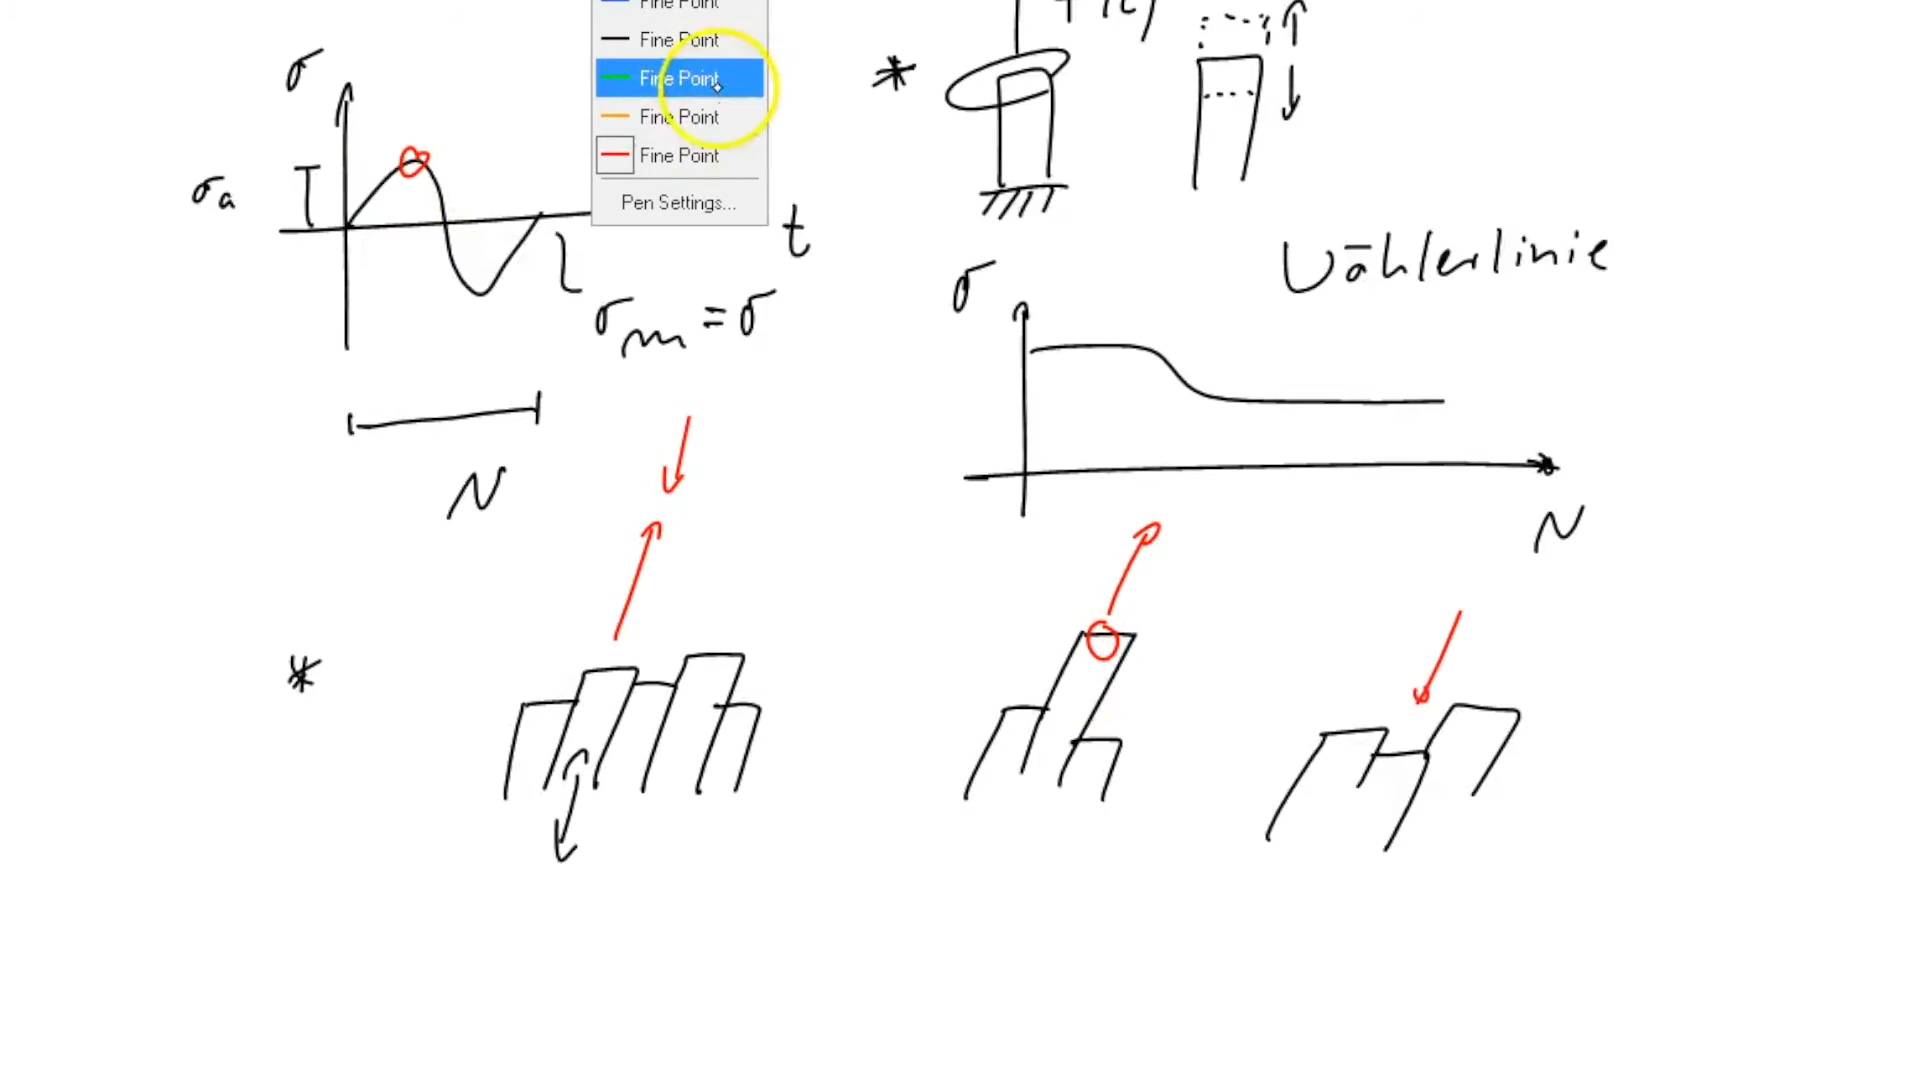 Fine Point
F(t)
Fine Point
σ
*
Fine Point
Fine Point
Fine Point
σa
Pen Settings...
t
Wöhlerlinie
σ
σm = σ
N
N
*